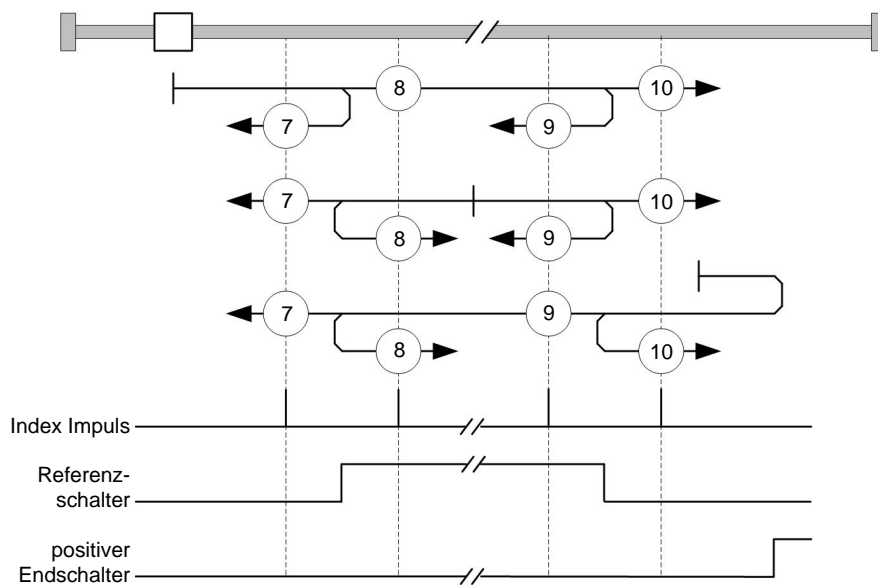 8
10
7
9
7
10
8
9
7
9
8
10
Index Impuls
Referenz-
schalter
positiver
Endschalter